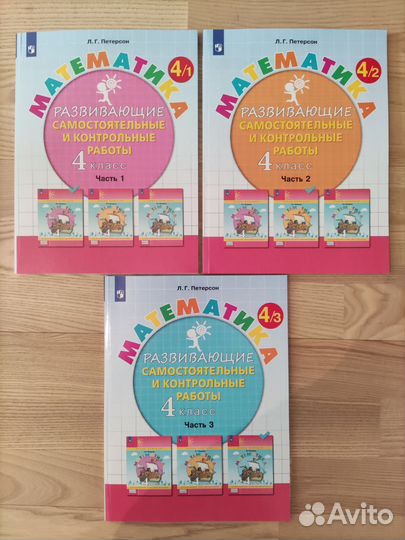 Л. Г. Петерсон
МАТЕМАТИКА
4/1
РАЗВИВАЮЩИЕ
САМОСТОЯТЕЛЬНЫЕ
И КОНТРОЛЬНЫЕ
РАБОТЫ
4 класс
Часть 1
Л. Г. Петерсон
МАТЕМАТИКА
4/2
РАЗВИВАЮЩИЕ
САМОСТОЯТЕЛЬНЫЕ
И КОНТРОЛЬНЫЕ
РАБОТЫ
4 класс
Часть 2
Л. Г. Петерсон
МАТЕМАТИКА
4/3
РАЗВИВАЮЩИЕ
САМОСТОЯТЕЛЬНЫЕ
И КОНТРОЛЬНЫЕ
РАБОТЫ
4 класс
Часть 3
Avito